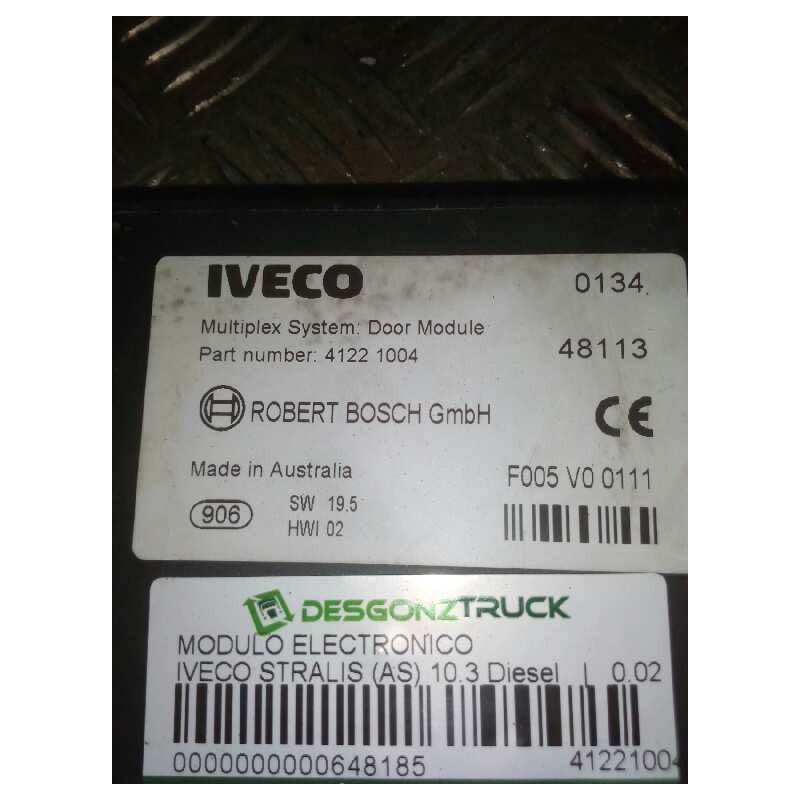 IVECO 0134
Multiplex System: Door Module
Part number: 4122 1004 48113
ROBERT BOSCH GmbH CE
Made in Australia F005 V0 0111
906 SW 19.5
HWI 02
DESGONZTRUCK
MODULO ELECTRONICO
IVECO STRALIS (AS) 10.3 Diesel | 0.02
0000000000648185 41221004